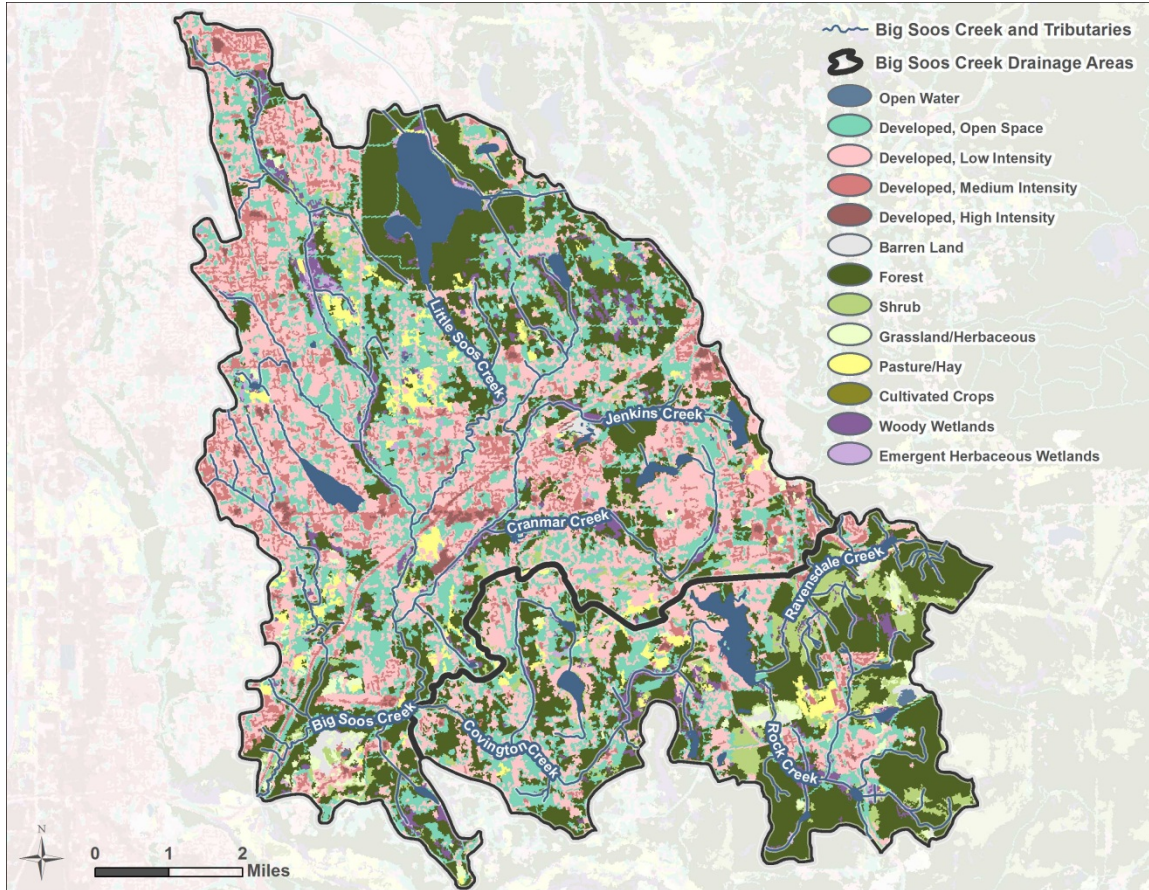 Big Soos Creek and Tributaries
Big Soos Creek Drainage Areas
Open Water
Developed, Open Space
Developed, Low Intensity
Developed, Medium Intensity
Developed, High Intensity
Barren Land
Forest
Shrub
Grassland/Herbaceous
Pasture/Hay
Cultivated Crops
Woody Wetlands
Emergent Herbaceous Wetlands
Little Soos Creek
Jenkins Creek
Cranmar Creek
Ravensdale Creek
Big Soos Creek
Covington Creek
Rock Creek
N
0 1 2
Miles